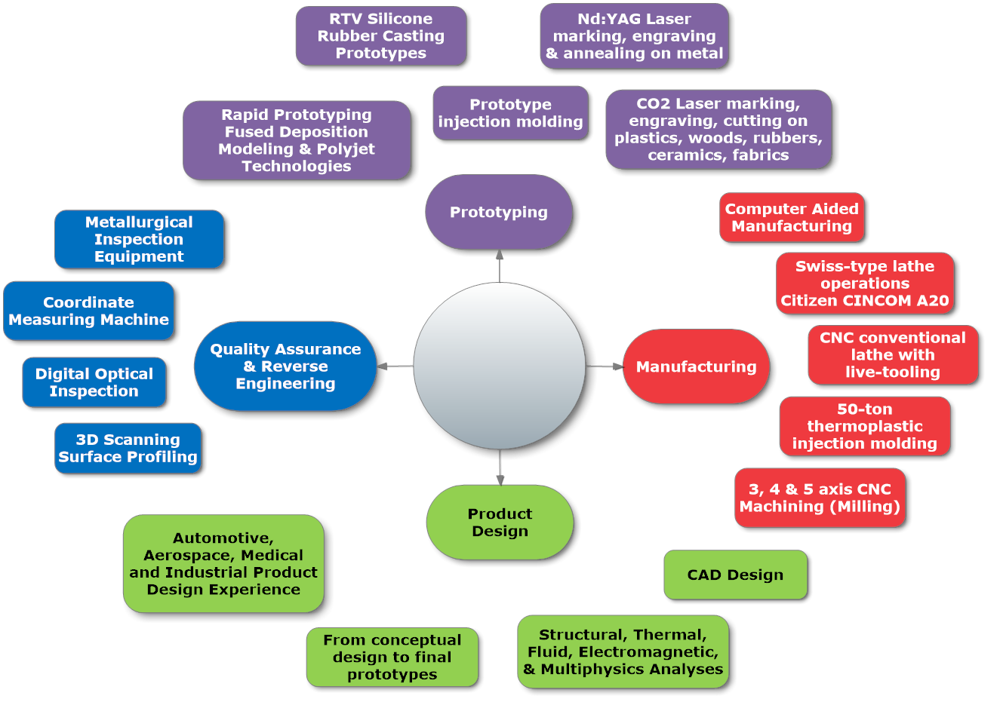 RTV Silicone
Rubber Casting
Prototypes
Nd:YAG Laser
marking, engraving
& annealing on metal
Prototype
injection molding
Rapid Prototyping
Fused Deposition
Modeling & Polyjet
Technologies
CO2 Laser marking,
engraving, cutting on
plastics, woods, rubbers,
ceramics, fabrics
Prototyping
Computer Aided
Manufacturing
Swiss-type lathe
operations
Citizen CINCOM A20
CNC conventional
lathe with
live-tooling
50-ton
thermoplastic
injection molding
3, 4 & 5 axis CNC
Machining (Milling)
Manufacturing
Metallurgical
Inspection
Equipment
Coordinate
Measuring Machine
Digital Optical
Inspection
3D Scanning
Surface Profiling
Quality Assurance
& Reverse
Engineering
Product
Design
Automotive,
Aerospace, Medical
and Industrial Product
Design Experience
From conceptual
design to final
prototypes
Structural, Thermal,
Fluid, Electromagnetic,
& Multiphysics Analyses
CAD Design